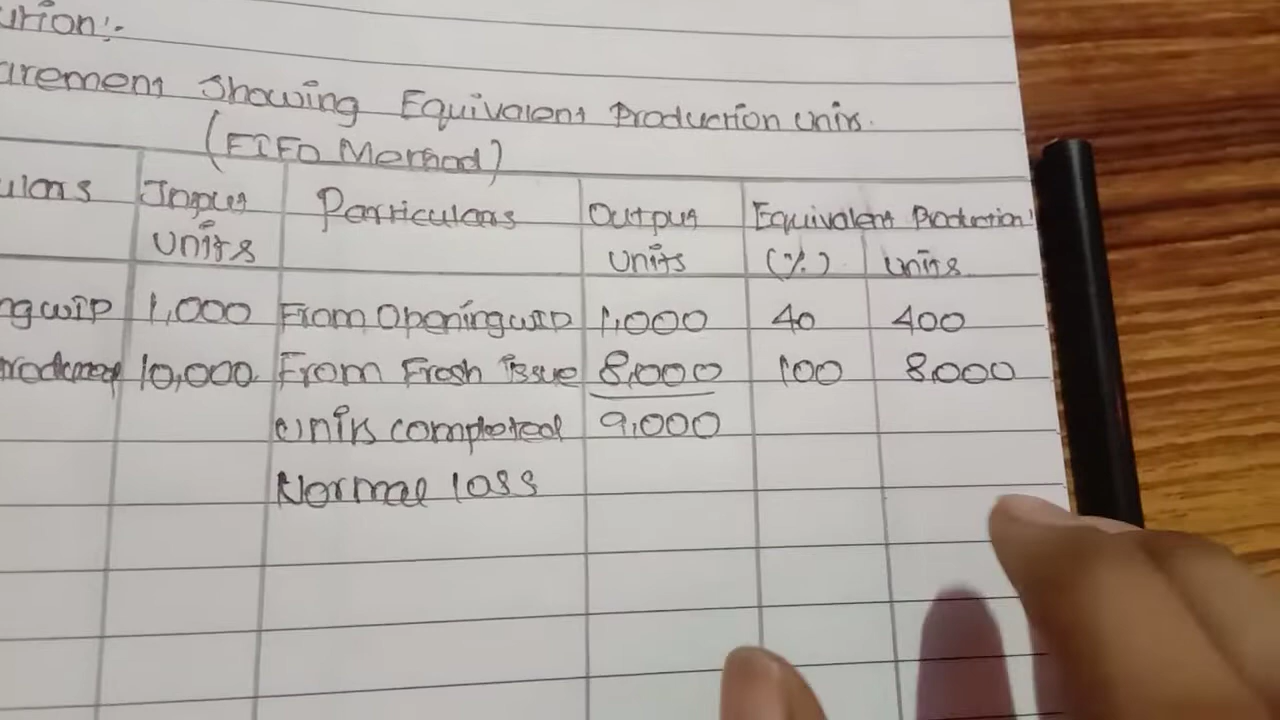 Showing Equivalent Production units.
(FIFO Method)
Input Units Particulars Output Units Equivalent Production
(%) units
1,000 From Opening WIP 1,000 40 400
10,000 From Fresh issue 8,000 100 8,000
Units completed 9,000
Normal loss